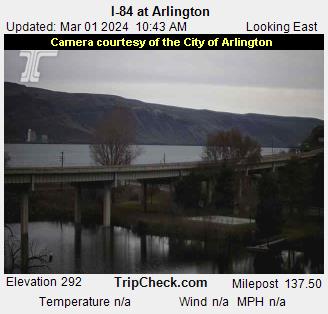 I-84 at Arlington
Updated: Mar 01 2024 10:43 AM Looking East
Camera courtesy of the City of Arlington
Elevation 292 TripCheck.com Milepost 137.50
Temperature n/a Wind n/a MPH n/a